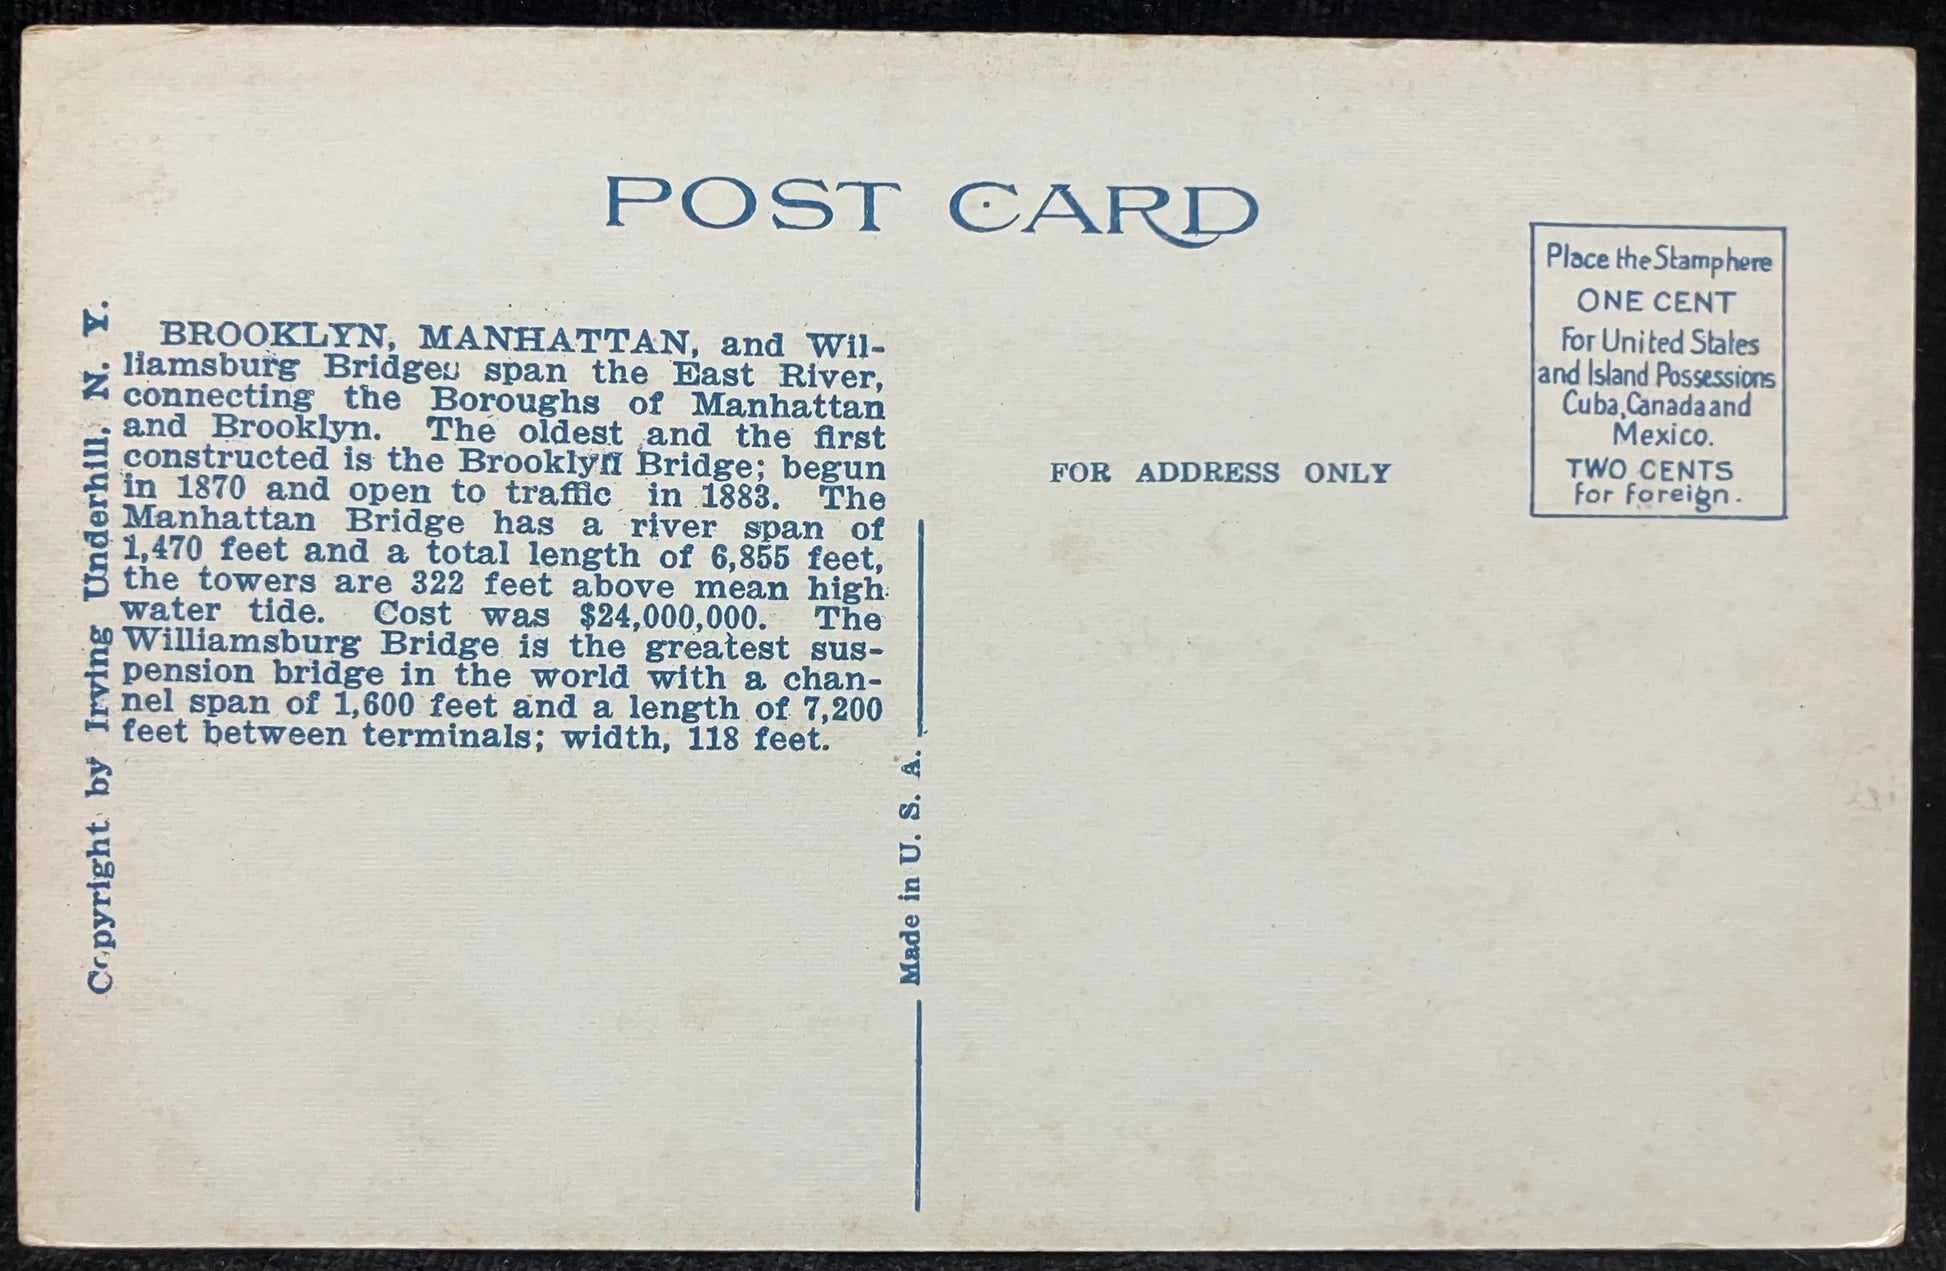 POST CARD
Place the Stamp here
ONE CENT
For United States
and Island Possessions
Cuba, Canada and
Mexico.
TWO CENTS
for foreign.
BROOKLYN, MANHATTAN, and Wil-
liamsburg Bridges span the East River,
connecting the Boroughs of Manhattan
and Brooklyn. The oldest and the first
constructed is the Brooklyn Bridge; begun
in 1870 and open to traffic in 1883. The
Manhattan Bridge has a river span of
1,470 feet and a total length of 6,855 feet,
the towers are 322 feet above mean high
water tide. Cost was $24,000,000. The
Williamsburg Bridge is the greatest sus-
pension bridge in the world with a chan-
nel span of 1,600 feet and a length of 7,200
feet between terminals; width, 118 feet.
Copyright by Irving Underhill, N. Y.
Made in U. S. A.
FOR ADDRESS ONLY